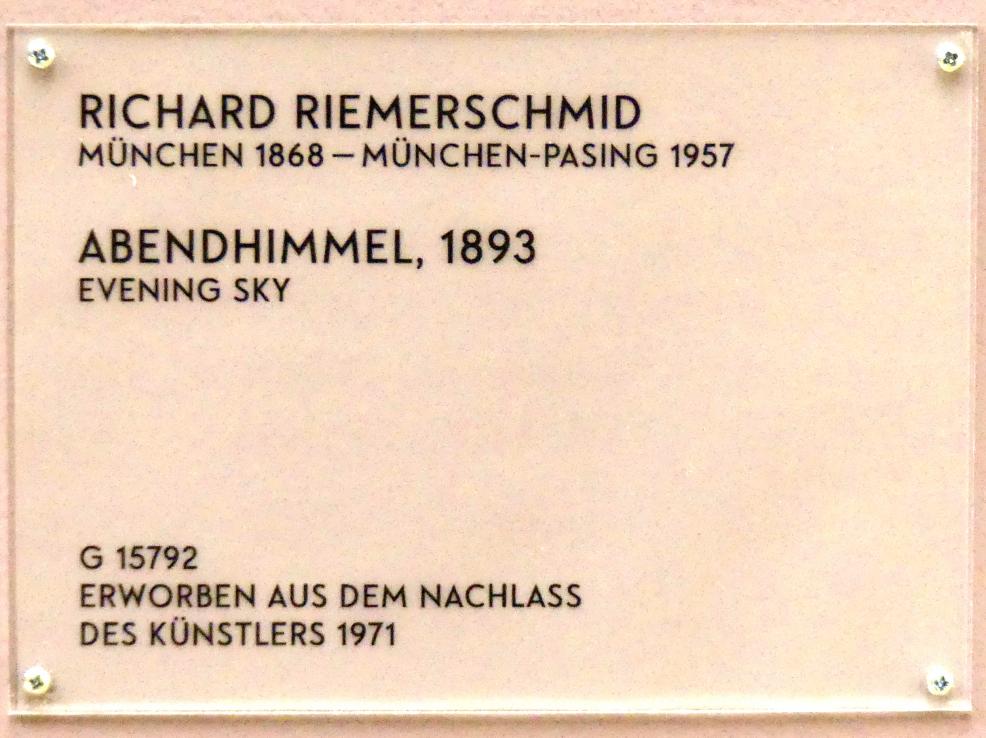 RICHARD RIEMERSCHMID
MÜNCHEN 1868 – MÜNCHEN-PASING 1957
ABENDHIMMEL, 1893
EVENING SKY
G 15792
ERWORBEN AUS DEM NACHLASS
DES KÜNSTLERS 1971